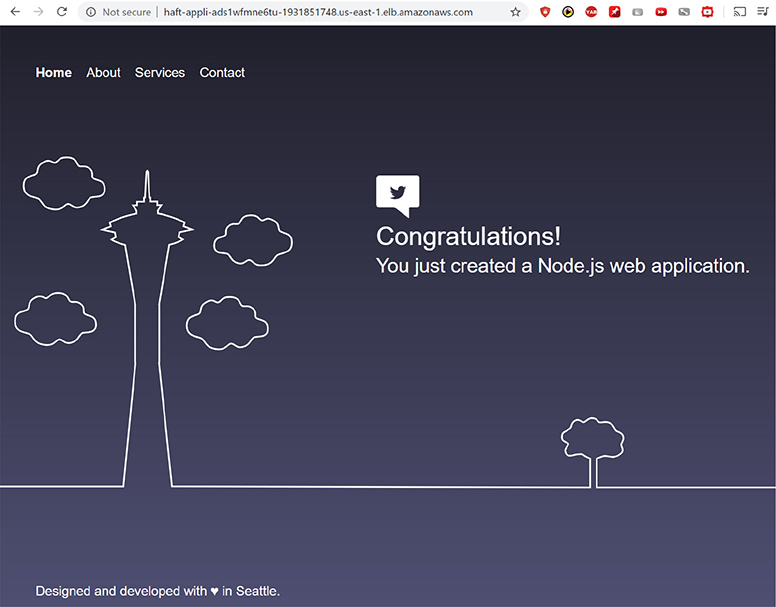 Not secure | haft-appli-ads1wfmne6tu-1931851748.us-east-1.elb.amazonaws.com
Home About Services Contact
Congratulations!
You just created a Node.js web application.
Designed and developed with ♥ in Seattle.